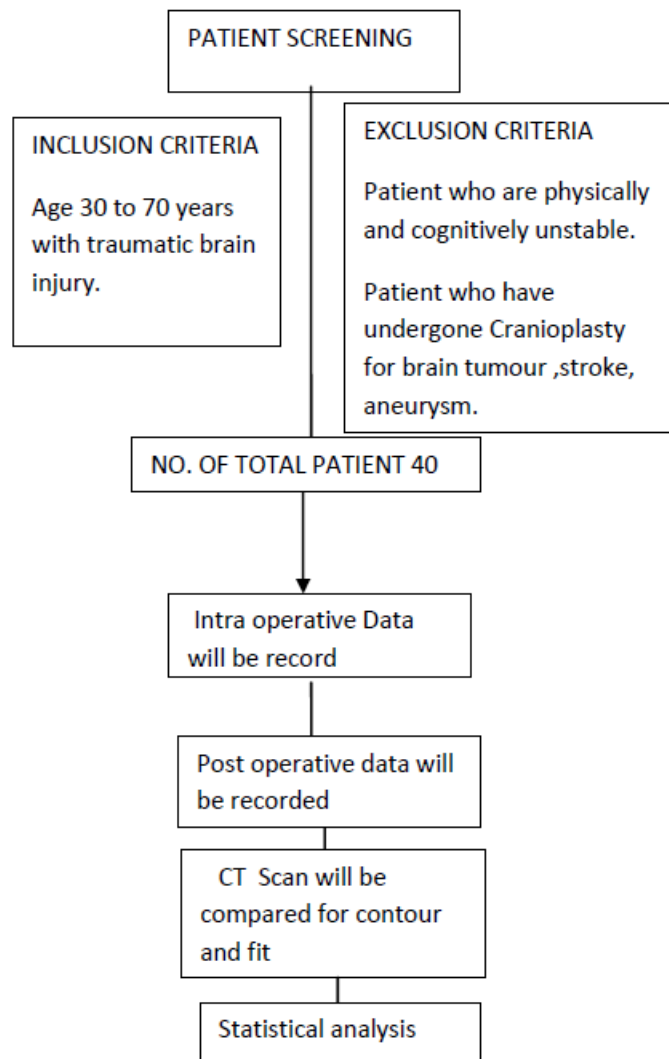 PATIENT SCREENING
INCLUSION CRITERIA
Age 30 to 70 years
with traumatic brain
injury.
EXCLUSION CRITERIA
Patient who are physically
and cognitively unstable.
Patient who have
undergone Cranioplasty
for brain tumour ,stroke,
aneurysm.
NO. OF TOTAL PATIENT 40
Intra operative Data
will be record
Post operative data will
be recorded
CT Scan will be
compared for contour
and fit
Statistical analysis